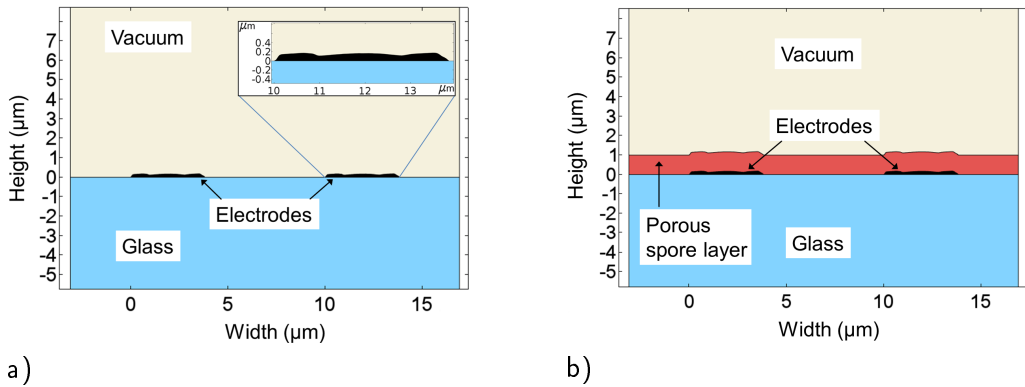 Vacuum
μm
0.4
0.2
0
-0.2
-0.4
10 11 12 13 μm
Height (μm)
7
6
5
4
3
2
1
0
-1
-2
-3
-4
-5
Electrodes
Glass
0 5 10 15
Width (μm)
a)
Vacuum
Electrodes
Height (μm)
7
6
5
4
3
2
1
0
-1
-2
-3
-4
-5
Porous
spore layer
Glass
0 5 10 15
Width (μm)
b)